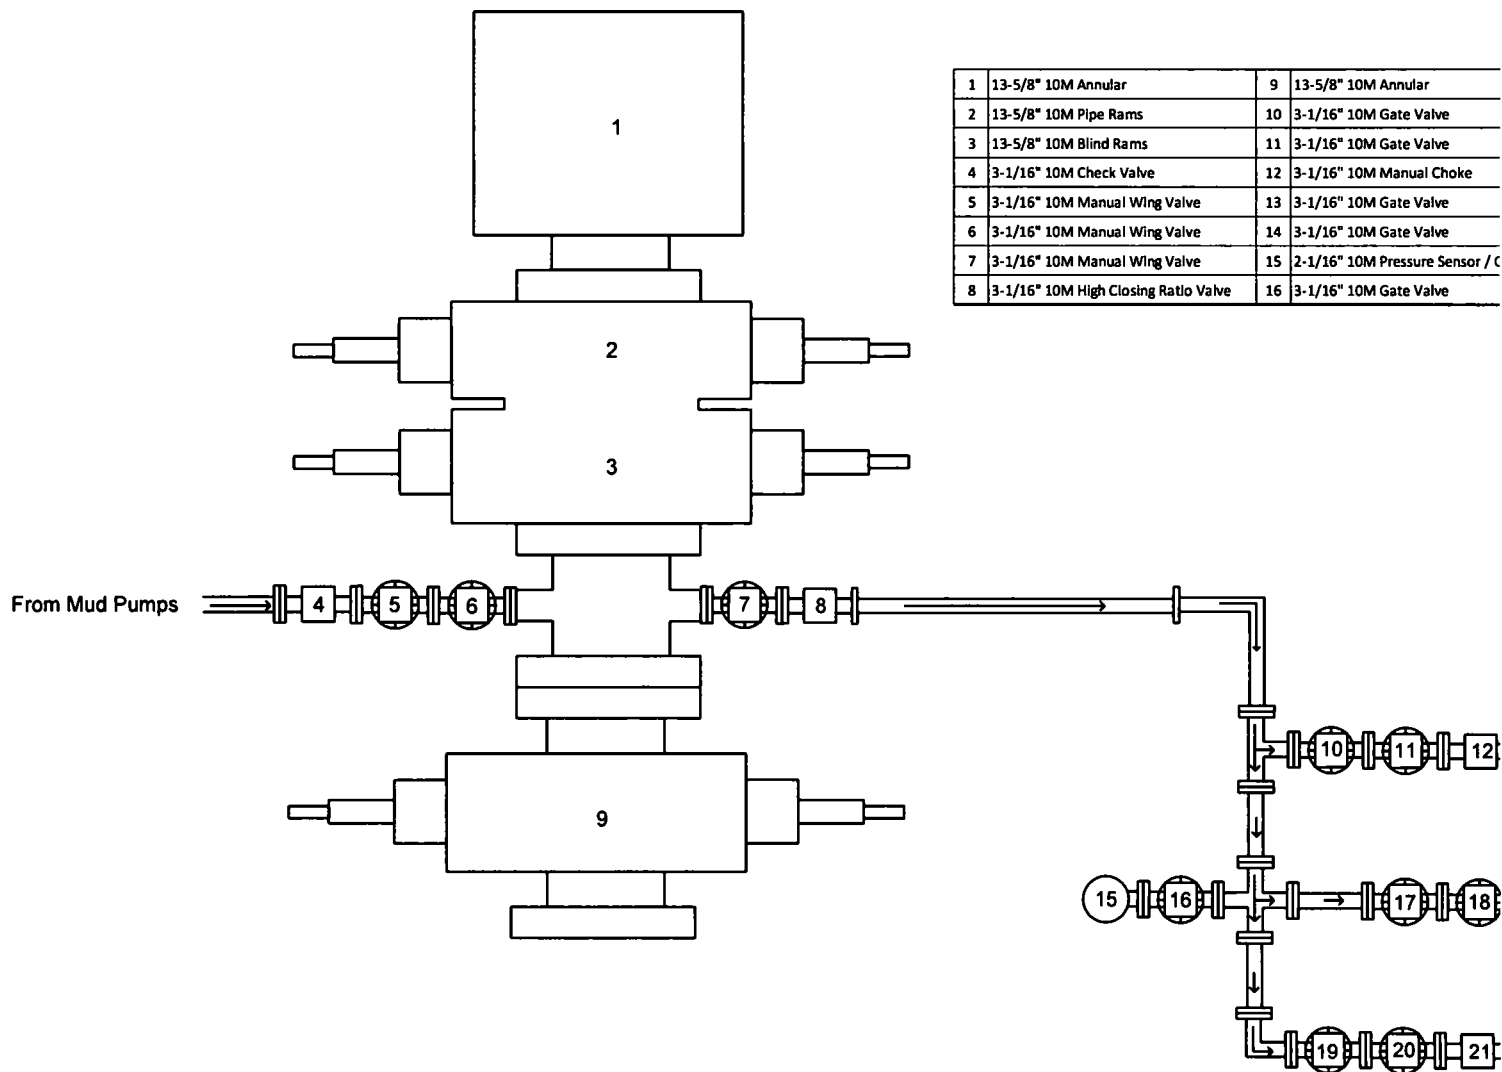 1
1 13-5/8" 10M Annular 9 13-5/8" 10M Annular
2 13-5/8" 10M Pipe Rams 10 3-1/16" 10M Gate Valve
3 13-5/8" 10M Blind Rams 11 3-1/16" 10M Gate Valve
4 3-1/16" 10M Check Valve 12 3-1/16" 10M Manual Choke
5 3-1/16" 10M Manual Wing Valve 13 3-1/16" 10M Gate Valve
6 3-1/16" 10M Manual Wing Valve 14 3-1/16" 10M Gate Valve
7 3-1/16" 10M Manual Wing Valve 15 2-1/16" 10M Pressure Sensor /
8 3-1/16" 10M High Closing Ratio Valve 16 3-1/16" 10M Gate Valve
2
3
From Mud Pumps 4 5 6 7 8
10 11 12
9
15 16 17 18
19 20 21